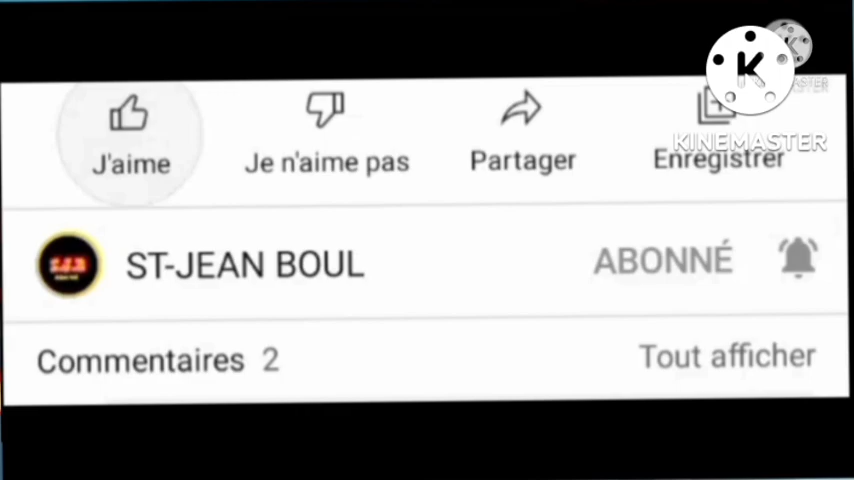 J'aime Je n'aime pas Partager Enregistrer
KINEMASTER
ST-JEAN BOUL ABONNÉ
Commentaires 2 Tout afficher